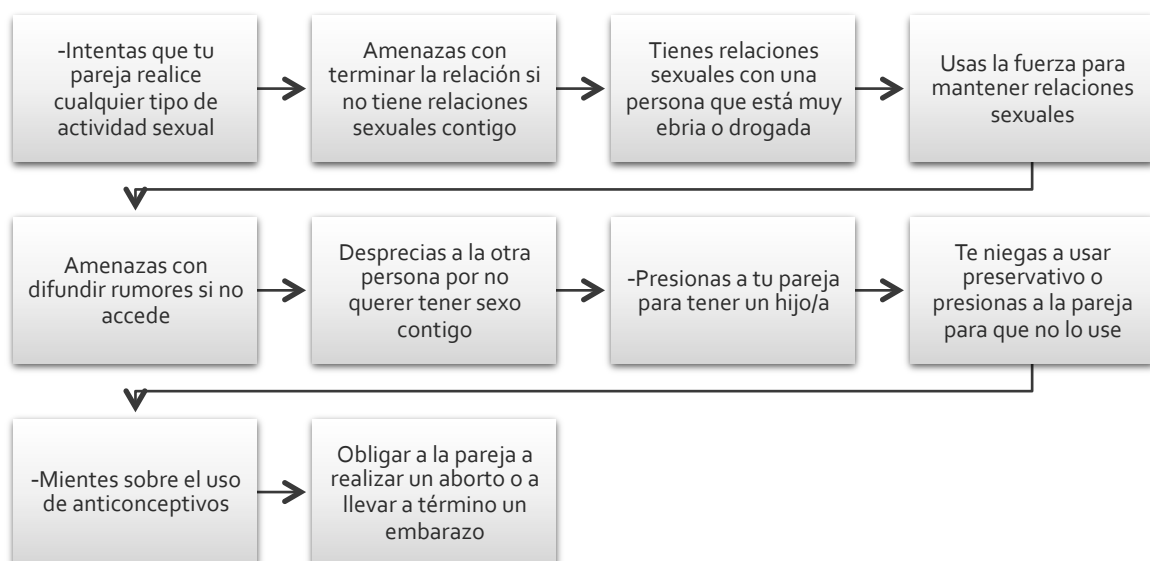 -Intentas que tu
pareja realice
cualquier tipo de
actividad sexual
Amenazas con
terminar la relación si
no tiene relaciones
sexuales contigo
Tienes relaciones
sexuales con una
persona que está muy
ebria o drogada
Usas la fuerza para
mantener relaciones
sexuales
Amenazas con
difundir rumores si no
accede
Desprecias a la otra
persona por no
querer tener sexo
contigo
-Presionas a tu pareja
para tener un hijo/a
Te niegas a usar
preservativo o
presionas a la pareja
para que no lo use
-Mientes sobre el uso
de anticonceptivos
Obligar a la pareja a
realizar un aborto o a
llevar a término un
embarazo